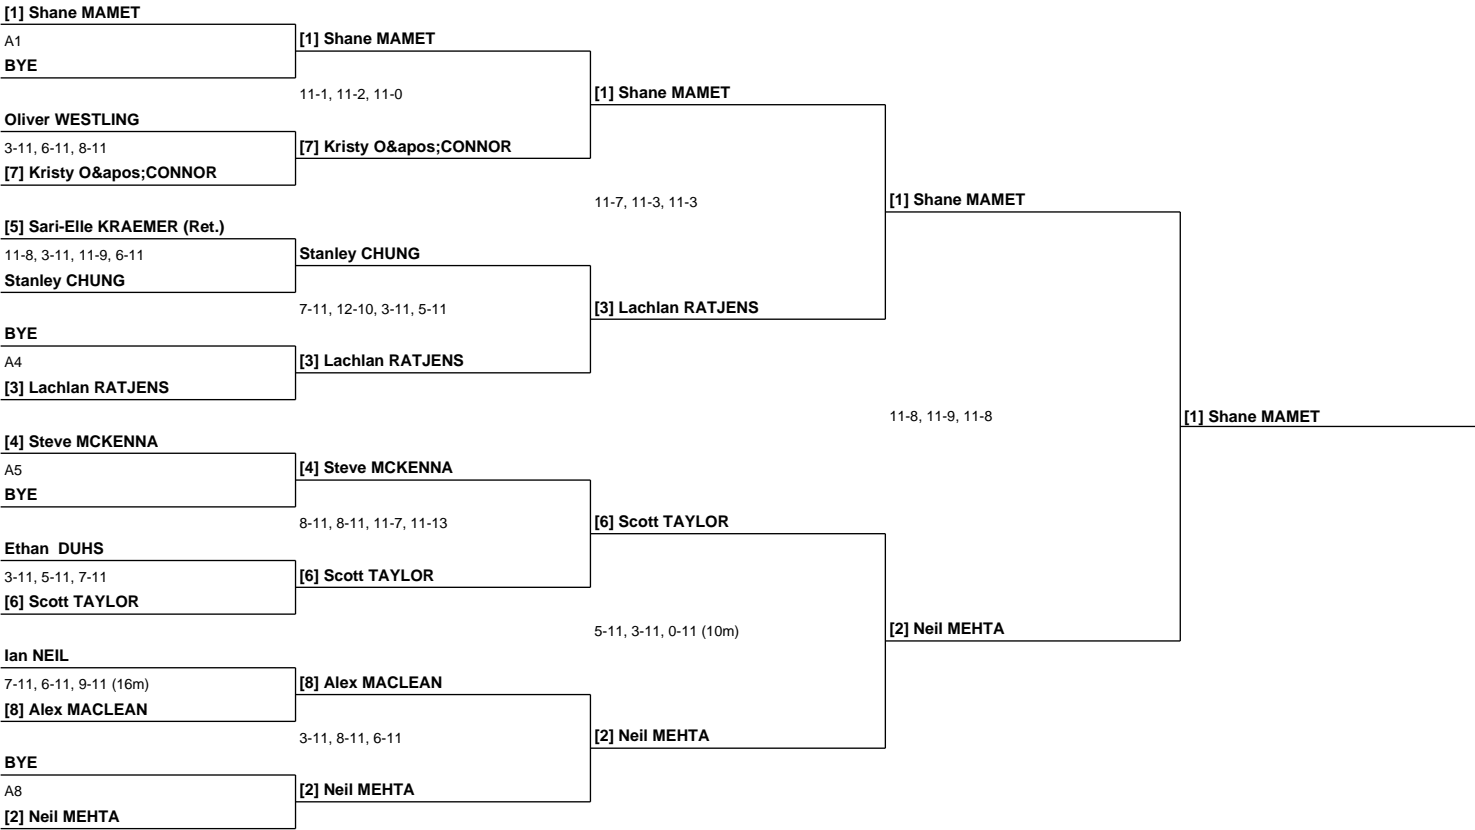 [1] Shane MAMET
A1
BYE
Oliver WESTLING
3-11, 6-11, 8-11
[7] Kristy O&apos;CONNOR
[5] Sari-Elle KRAEMER (Ret.)
11-8, 3-11, 11-9, 6-11
Stanley CHUNG
BYE
A4
[3] Lachlan RATJENS
[4] Steve MCKENNA
A5
BYE
Ethan  DUHS
3-11, 5-11, 7-11
[6] Scott TAYLOR
Ian NEIL
7-11, 6-11, 9-11 (16m)
[8] Alex MACLEAN
BYE
A8
[2] Neil MEHTA
[1] Shane MAMET
11-1, 11-2, 11-0
[7] Kristy O&apos;CONNOR
Stanley CHUNG
7-11, 12-10, 3-11, 5-11
[3] Lachlan RATJENS
[4] Steve MCKENNA
8-11, 8-11, 11-7, 11-13
[6] Scott TAYLOR
[8] Alex MACLEAN
3-11, 8-11, 6-11
[2] Neil MEHTA
[1] Shane MAMET
11-7, 11-3, 11-3
[3] Lachlan RATJENS
[6] Scott TAYLOR
5-11, 3-11, 0-11 (10m)
[2] Neil MEHTA
[1] Shane MAMET
11-8, 11-9, 11-8
[2] Neil MEHTA
[1] Shane MAMET